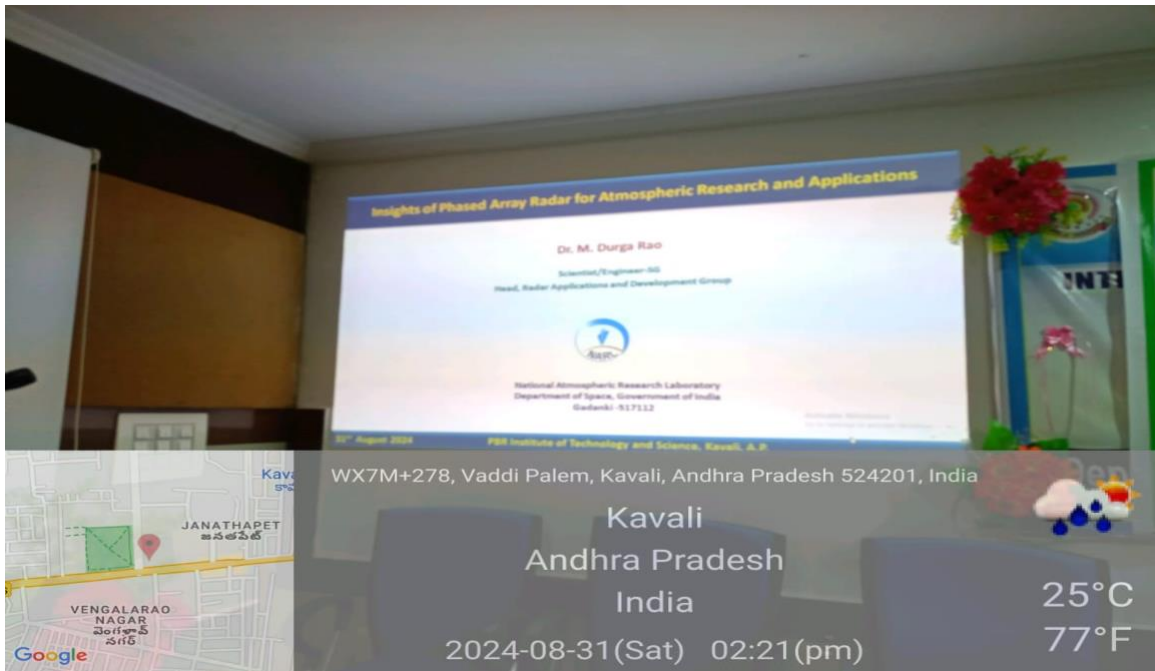 Insights of Phased Array Radar for Atmospheric Research and Applications
Dr. M. Durga Rao
Scientist/Engineer-SG
Head, Radar Applications and Development Group
National Atmospheric Research Laboratory
Department of Space, Government of India
Gadanki -517112
31st August 2024
PBR Institute of Technology and Science, Kavali, A.P
WX7M+278, Vaddi Palem, Kavali, Andhra Pradesh 524201, India
Kavali
Andhra Pradesh
India
2024-08-31(Sat) 02:21(pm)
25°C
77°F
Kava
JANATHAPET
జనతపేట్
VENGALARAO
NAGAR
వెంగళావ్
నగర్
Google